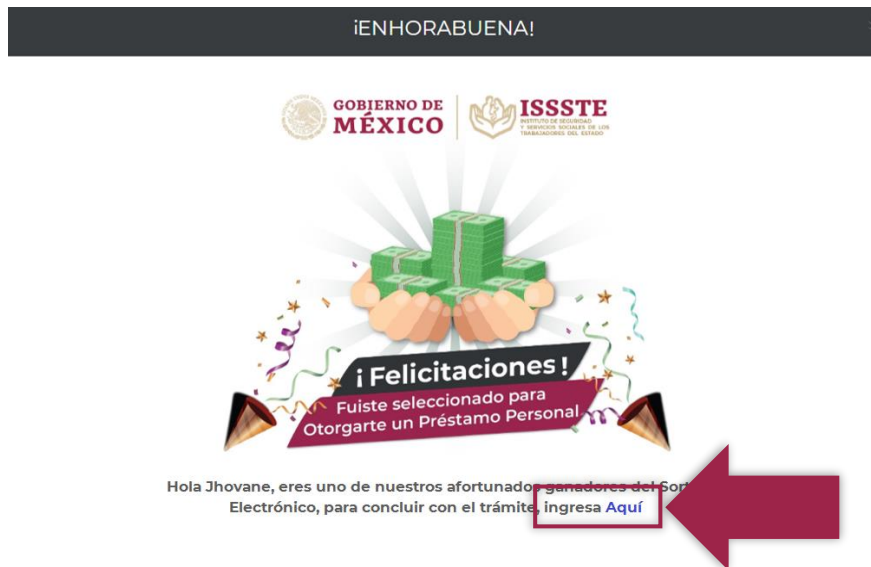 ¡ENHORABUENA!
GOBIERNO DE
MÉXICO
ISSSTE
INSTITUTO DE SEGURIDAD
Y SERVICIOS SOCIALES DE LOS
TRABAJADORES DEL ESTADO
¡Felicitaciones!
Fuiste seleccionado para
Otorgarte un Préstamo Personal
Hola Jhovane, eres uno de nuestros afortunados ganadores del Sort
Electrónico, para concluir con el trámite, ingresa Aquí